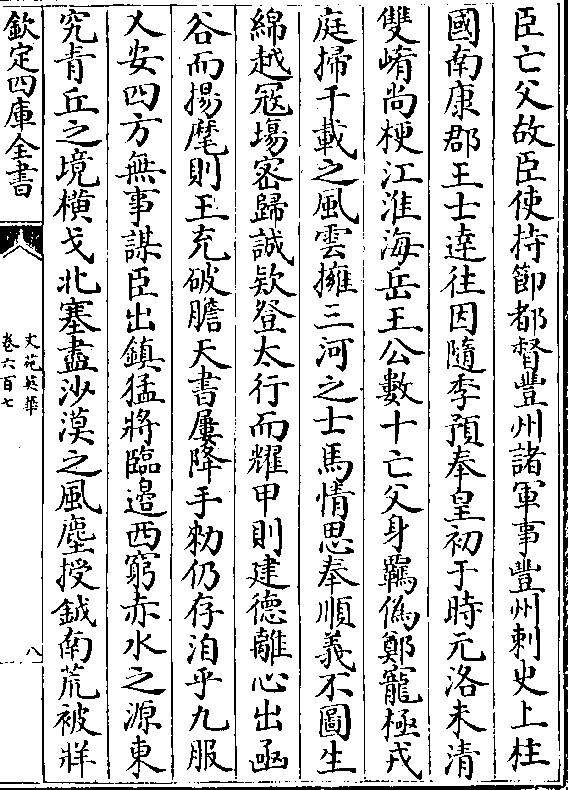 臣亡父故臣使持節都督豐州諸軍事豐州刺史上柱
國南康郡王士逹往因隨季預奉皇初于時元洛未清
雙崤尚梗江淮海岳王公數十亡父身羈偽鄭寵極戎
庭掃千載之風雲擁三河之士馬情思奉順義不圖生
綿越冦塲密歸誠欵登太行而耀甲則建德離心出函
谷而揚麾則王充破膽天書屢降手勑仍存洎乎九服
乂安四方無事謀臣出鎮猛將臨邉西窮赤水之源東
究青丘之境横戈北塞盡沙漠之風塵授鉞南荒被牂
欽定四庫全書
文苑英華
卷六百七
八